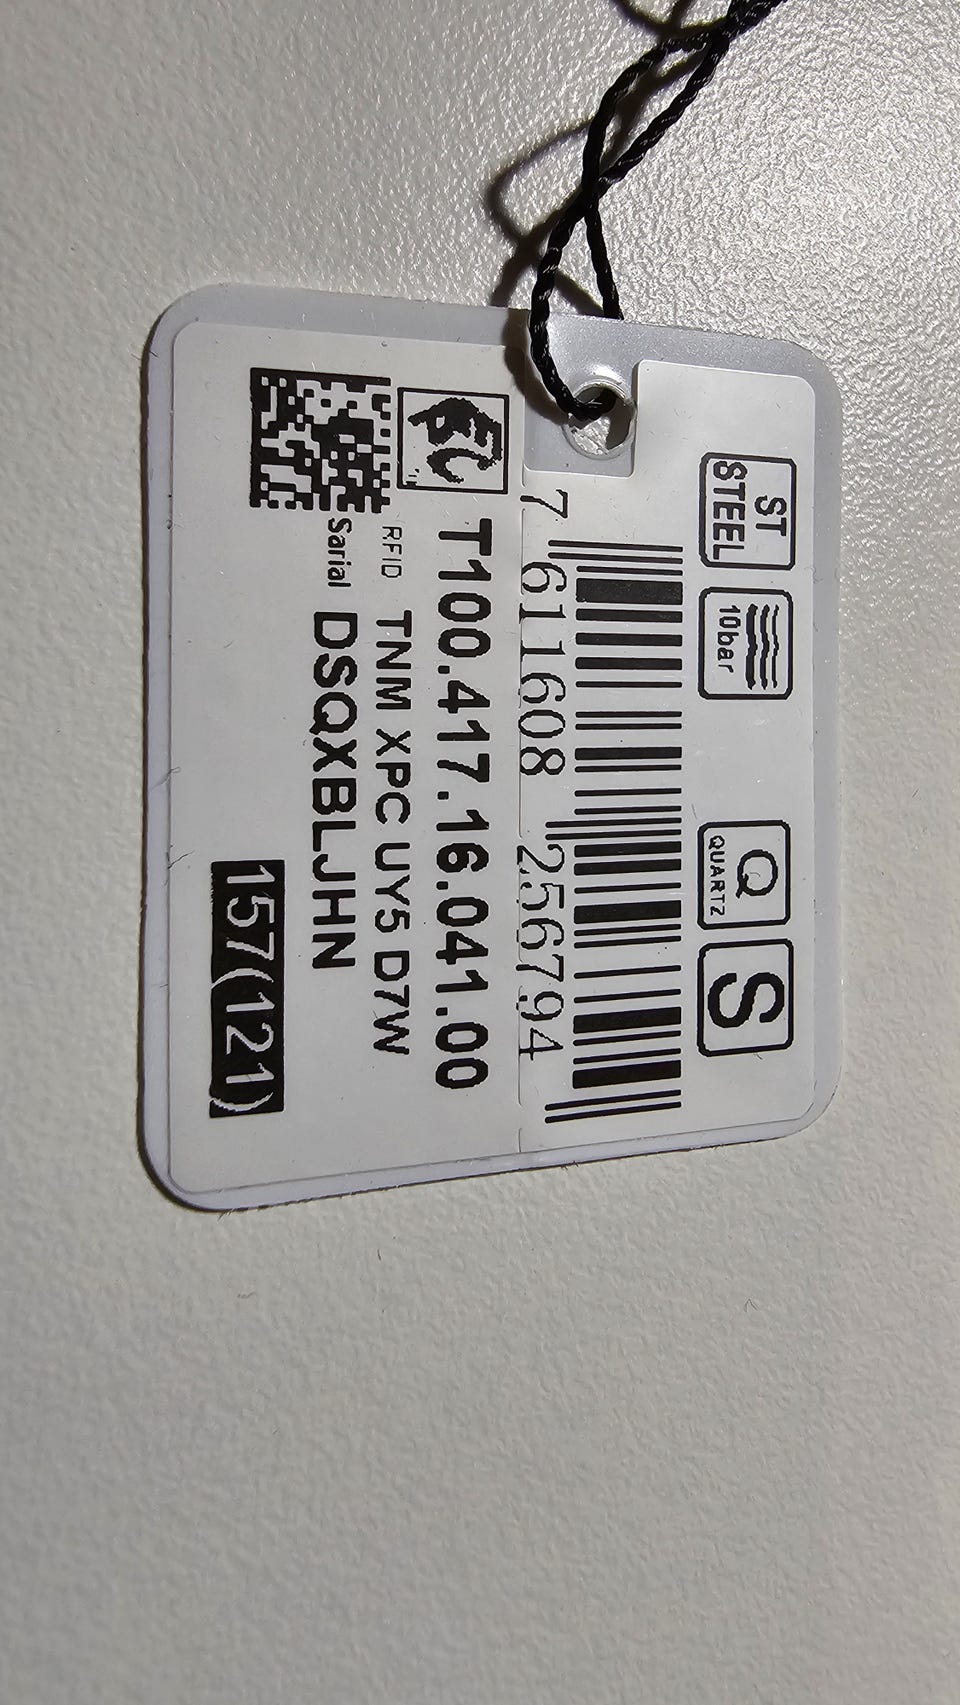 ST
STEEL
10bar
Q
QUARTZ
S
7 611608 256794
T100.417.16.041.00
RFID TNM XPC UY5 D7W
Sarial DSQXBLJHN
157(121)